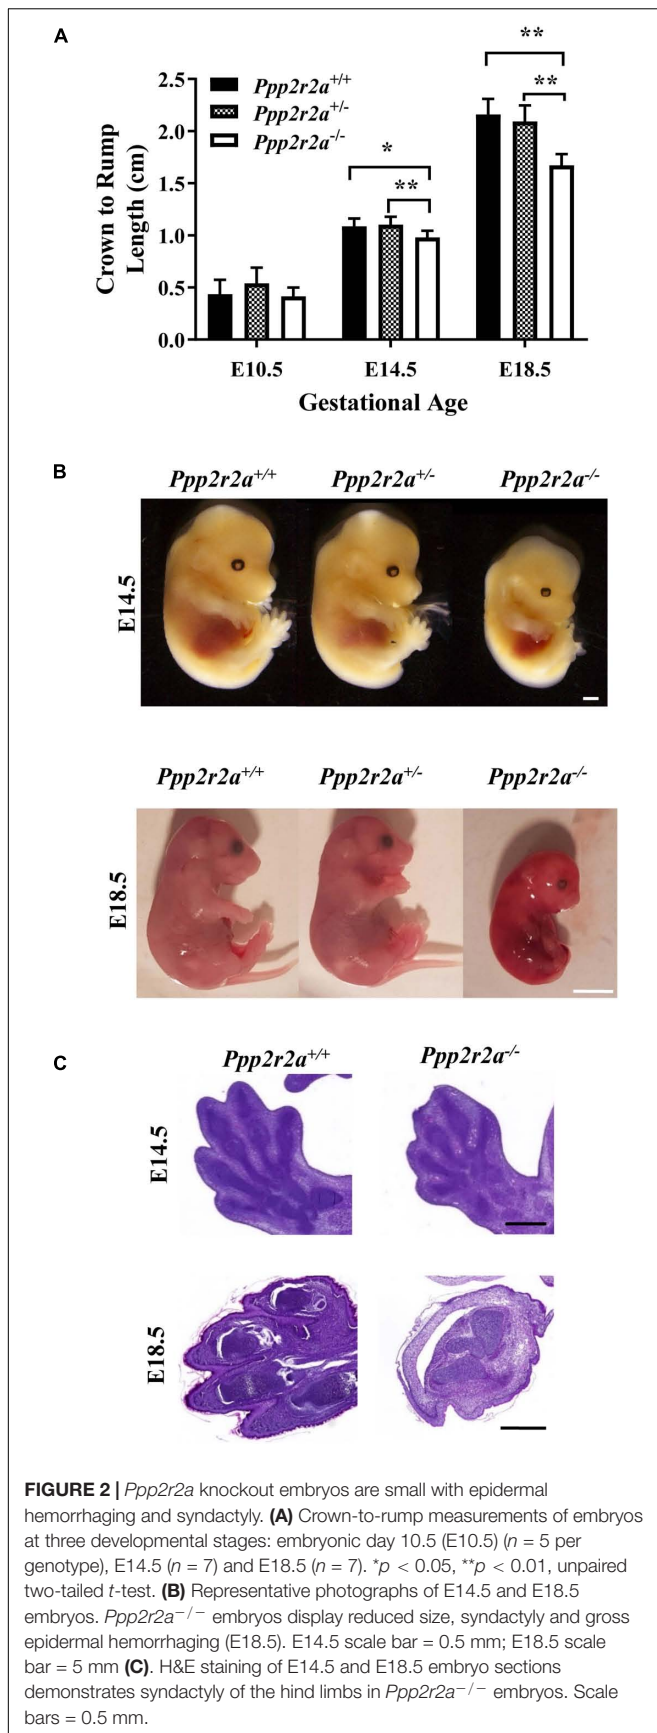 A
**
2.5
Ppp2r2a+/+
**
Ppp2r2a+/-
2.0
Ppp2r2a-/-
1.5
*
**
1.0
0.5
0.0
Crown to Rump
Length (cm)
E10.5 E14.5 E18.5
Gestational Age
B
Ppp2r2a+/+ Ppp2r2a+/- Ppp2r2a-/-
E14.5
Ppp2r2a+/+ Ppp2r2a+/- Ppp2r2a-/-
E18.5
C
Ppp2r2a+/+ Ppp2r2a-/-
E14.5
E18.5
FIGURE 2 | Ppp2r2a knockout embryos are small with epidermal
hemorrhaging and syndactyly. (A) Crown-to-rump measurements of embryos
at three developmental stages: embryonic day 10.5 (E10.5) (n = 5 per
genotype), E14.5 (n = 7) and E18.5 (n = 7). *p < 0.05, **p < 0.01, unpaired
two-tailed t-test. (B) Representative photographs of E14.5 and E18.5
embryos. Ppp2r2a−/− embryos display reduced size, syndactyly and gross
epidermal hemorrhaging (E18.5). E14.5 scale bar = 0.5 mm; E18.5 scale
bar = 5 mm (C). H&E staining of E14.5 and E18.5 embryo sections
demonstrates syndactyly of the hind limbs in Ppp2r2a−/− embryos. Scale
bars = 0.5 mm.